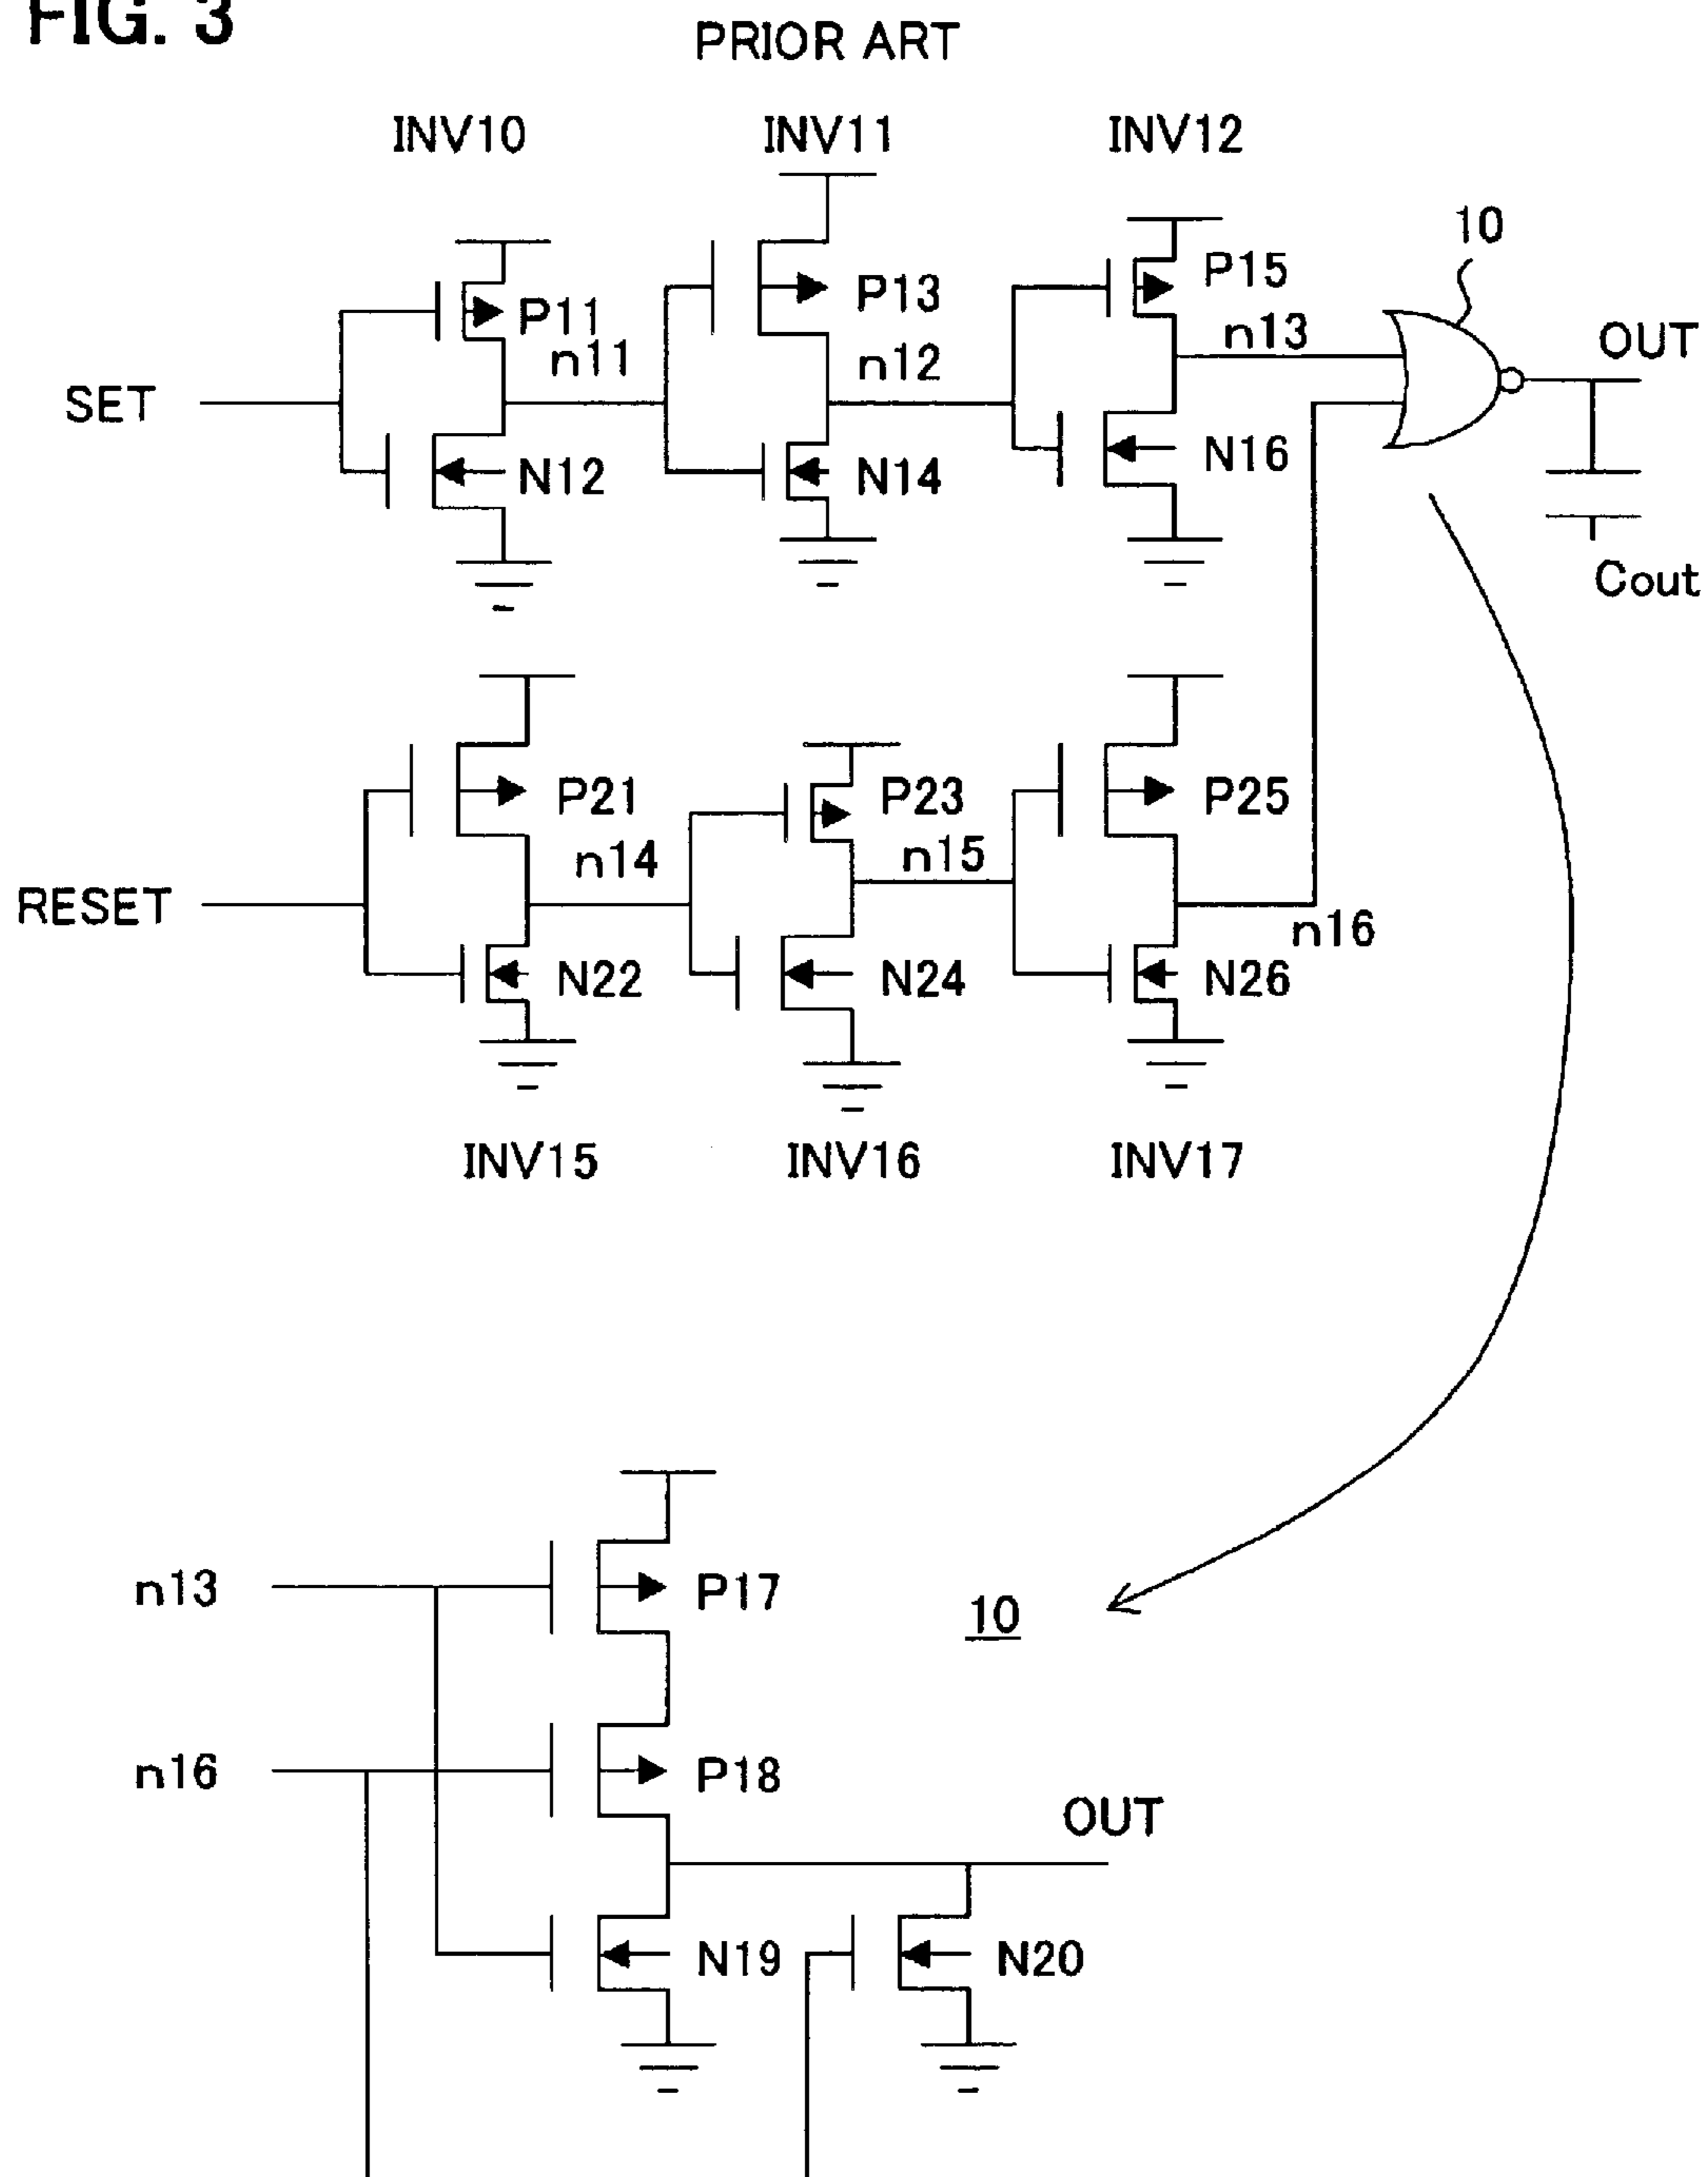 FIG. 3
PRIOR ART
INV10
INV11
INV12
10
P11
P13
P15
n11
n12
n13
OUT
SET
N12
N14
N16
Cout
P21
P23
P25
n14
n15
RESET
n16
N22
N24
N26
INV15
INV16
INV17
n13
P17
10
n16
P18
OUT
N19
N20